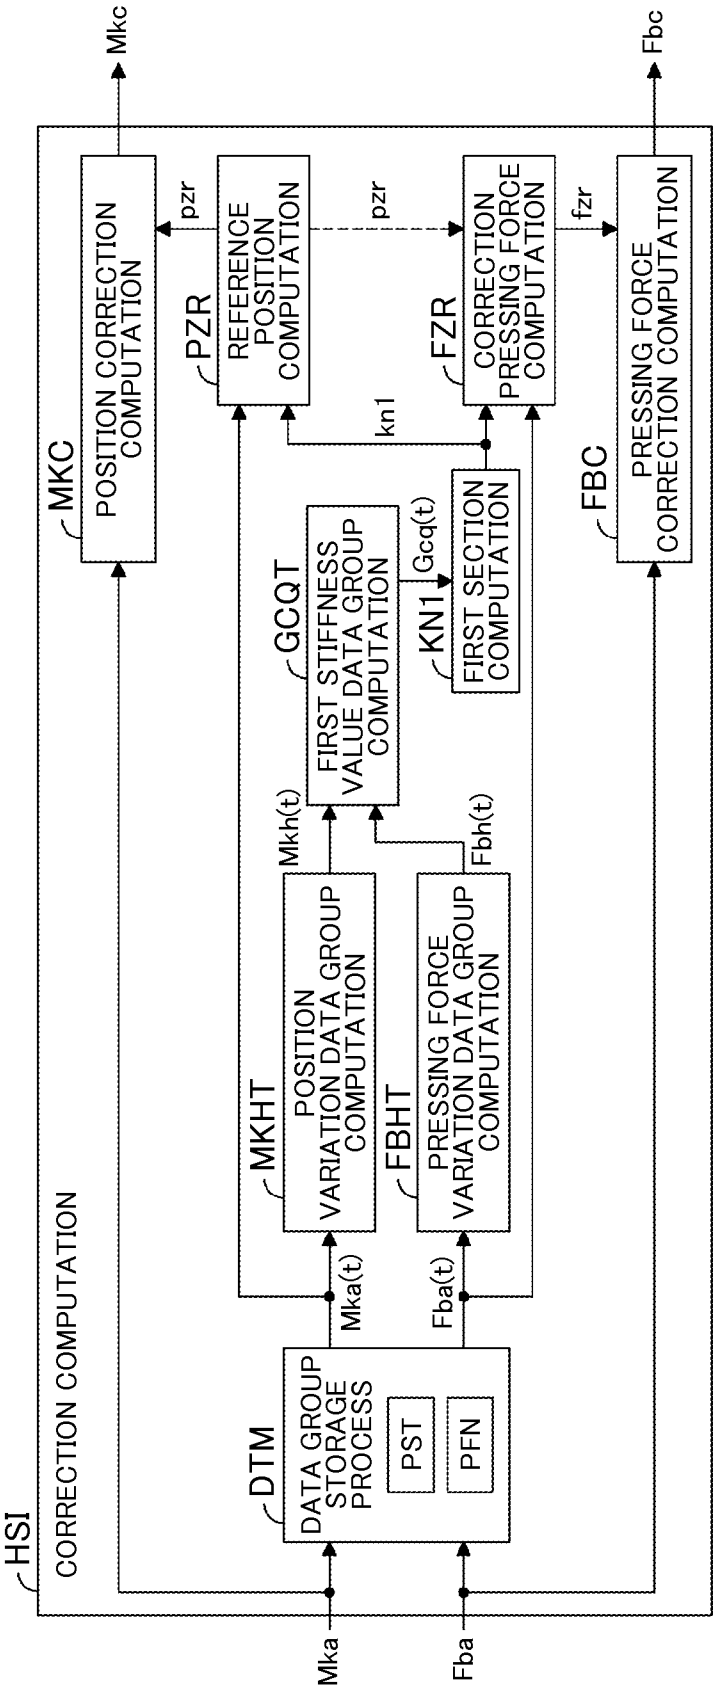 HSI
CORRECTION COMPUTATION
Mka
Fba
DTM
DATA GROUP
STORAGE
PROCESS
PST
PFN
Mka(t)
Fba(t)
MKHT
POSITION
VARIATION DATA GROUP
COMPUTATION
FBHT
PRESSING FORCE
VARIATION DATA GROUP
COMPUTATION
Mkh(t)
Fbh(t)
GCQT
FIRST STIFFNESS
VALUE DATA GROUP
COMPUTATION
Gcq(t)
KN1
FIRST SECTION
COMPUTATION
kn1
MKC
POSITION CORRECTION
COMPUTATION
PZR
REFERENCE
POSITION
COMPUTATION
FZR
CORRECTION
PRESSING FORCE
COMPUTATION
FBC
PRESSING FORCE
CORRECTION COMPUTATION
pzr
pzr
fzr
Mkc
Fbc